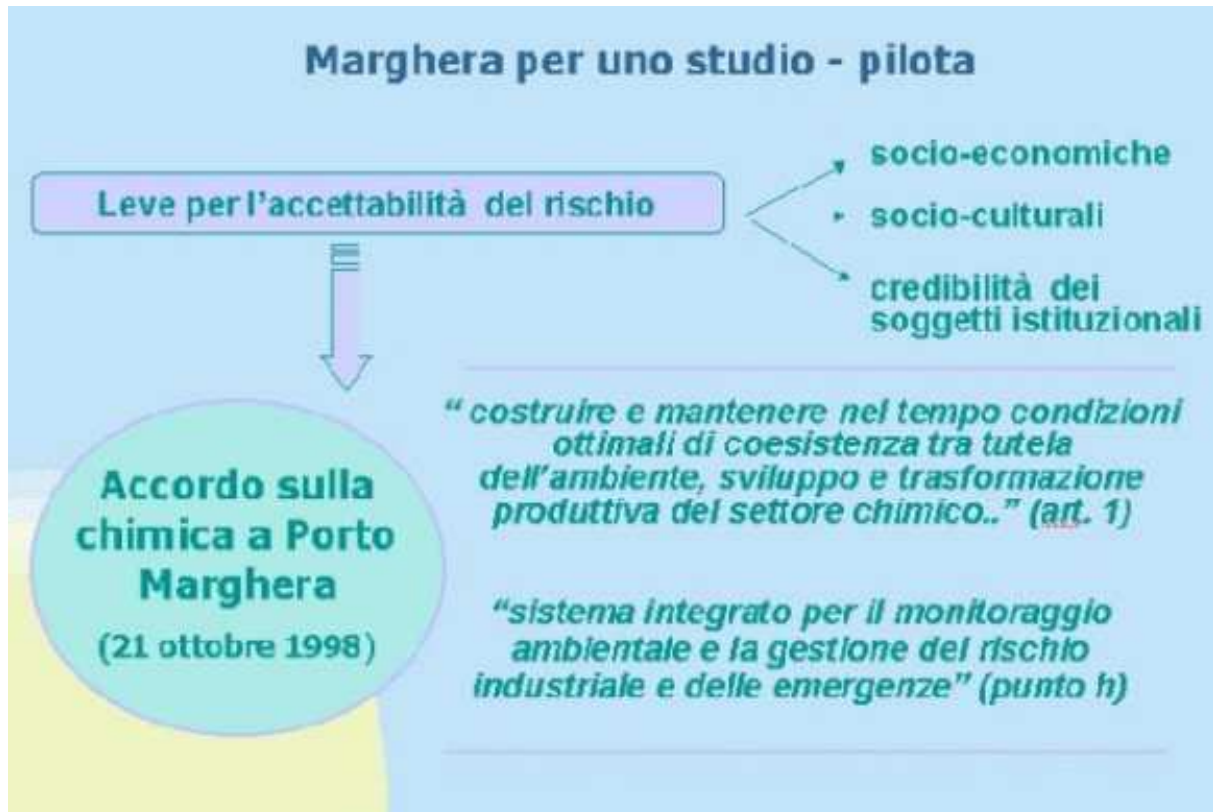 Marghera per uno studio - pilota
Leve per l'accettabilità del rischio
socio-economiche
socio-culturali
credibilità dei
soggetti istituzionali
Accordo sulla
chimica a Porto
Marghera
(21 ottobre 1998)
“ costruire e mantenere nel tempo condizioni
ottimali di coesistenza tra tutela
dell'ambiente, sviluppo e trasformazione
produttiva del settore chimico..” (art. 1)
“sistema integrato per il monitoraggio
ambientale e la gestione del rischio
industriale e delle emergenze” (punto h)